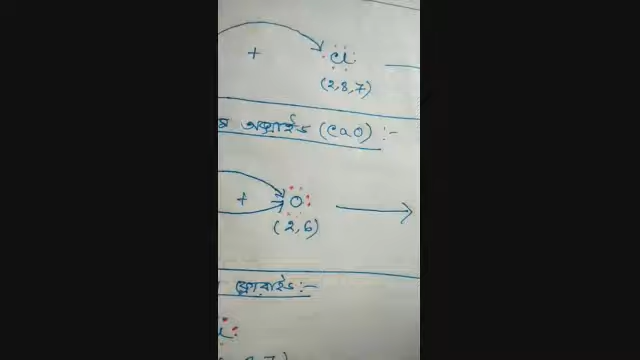 + Cl
(2,8,7)
অক্সাইড (CaO) :-
+ O
(2,6)
ক্লোরাইড :-